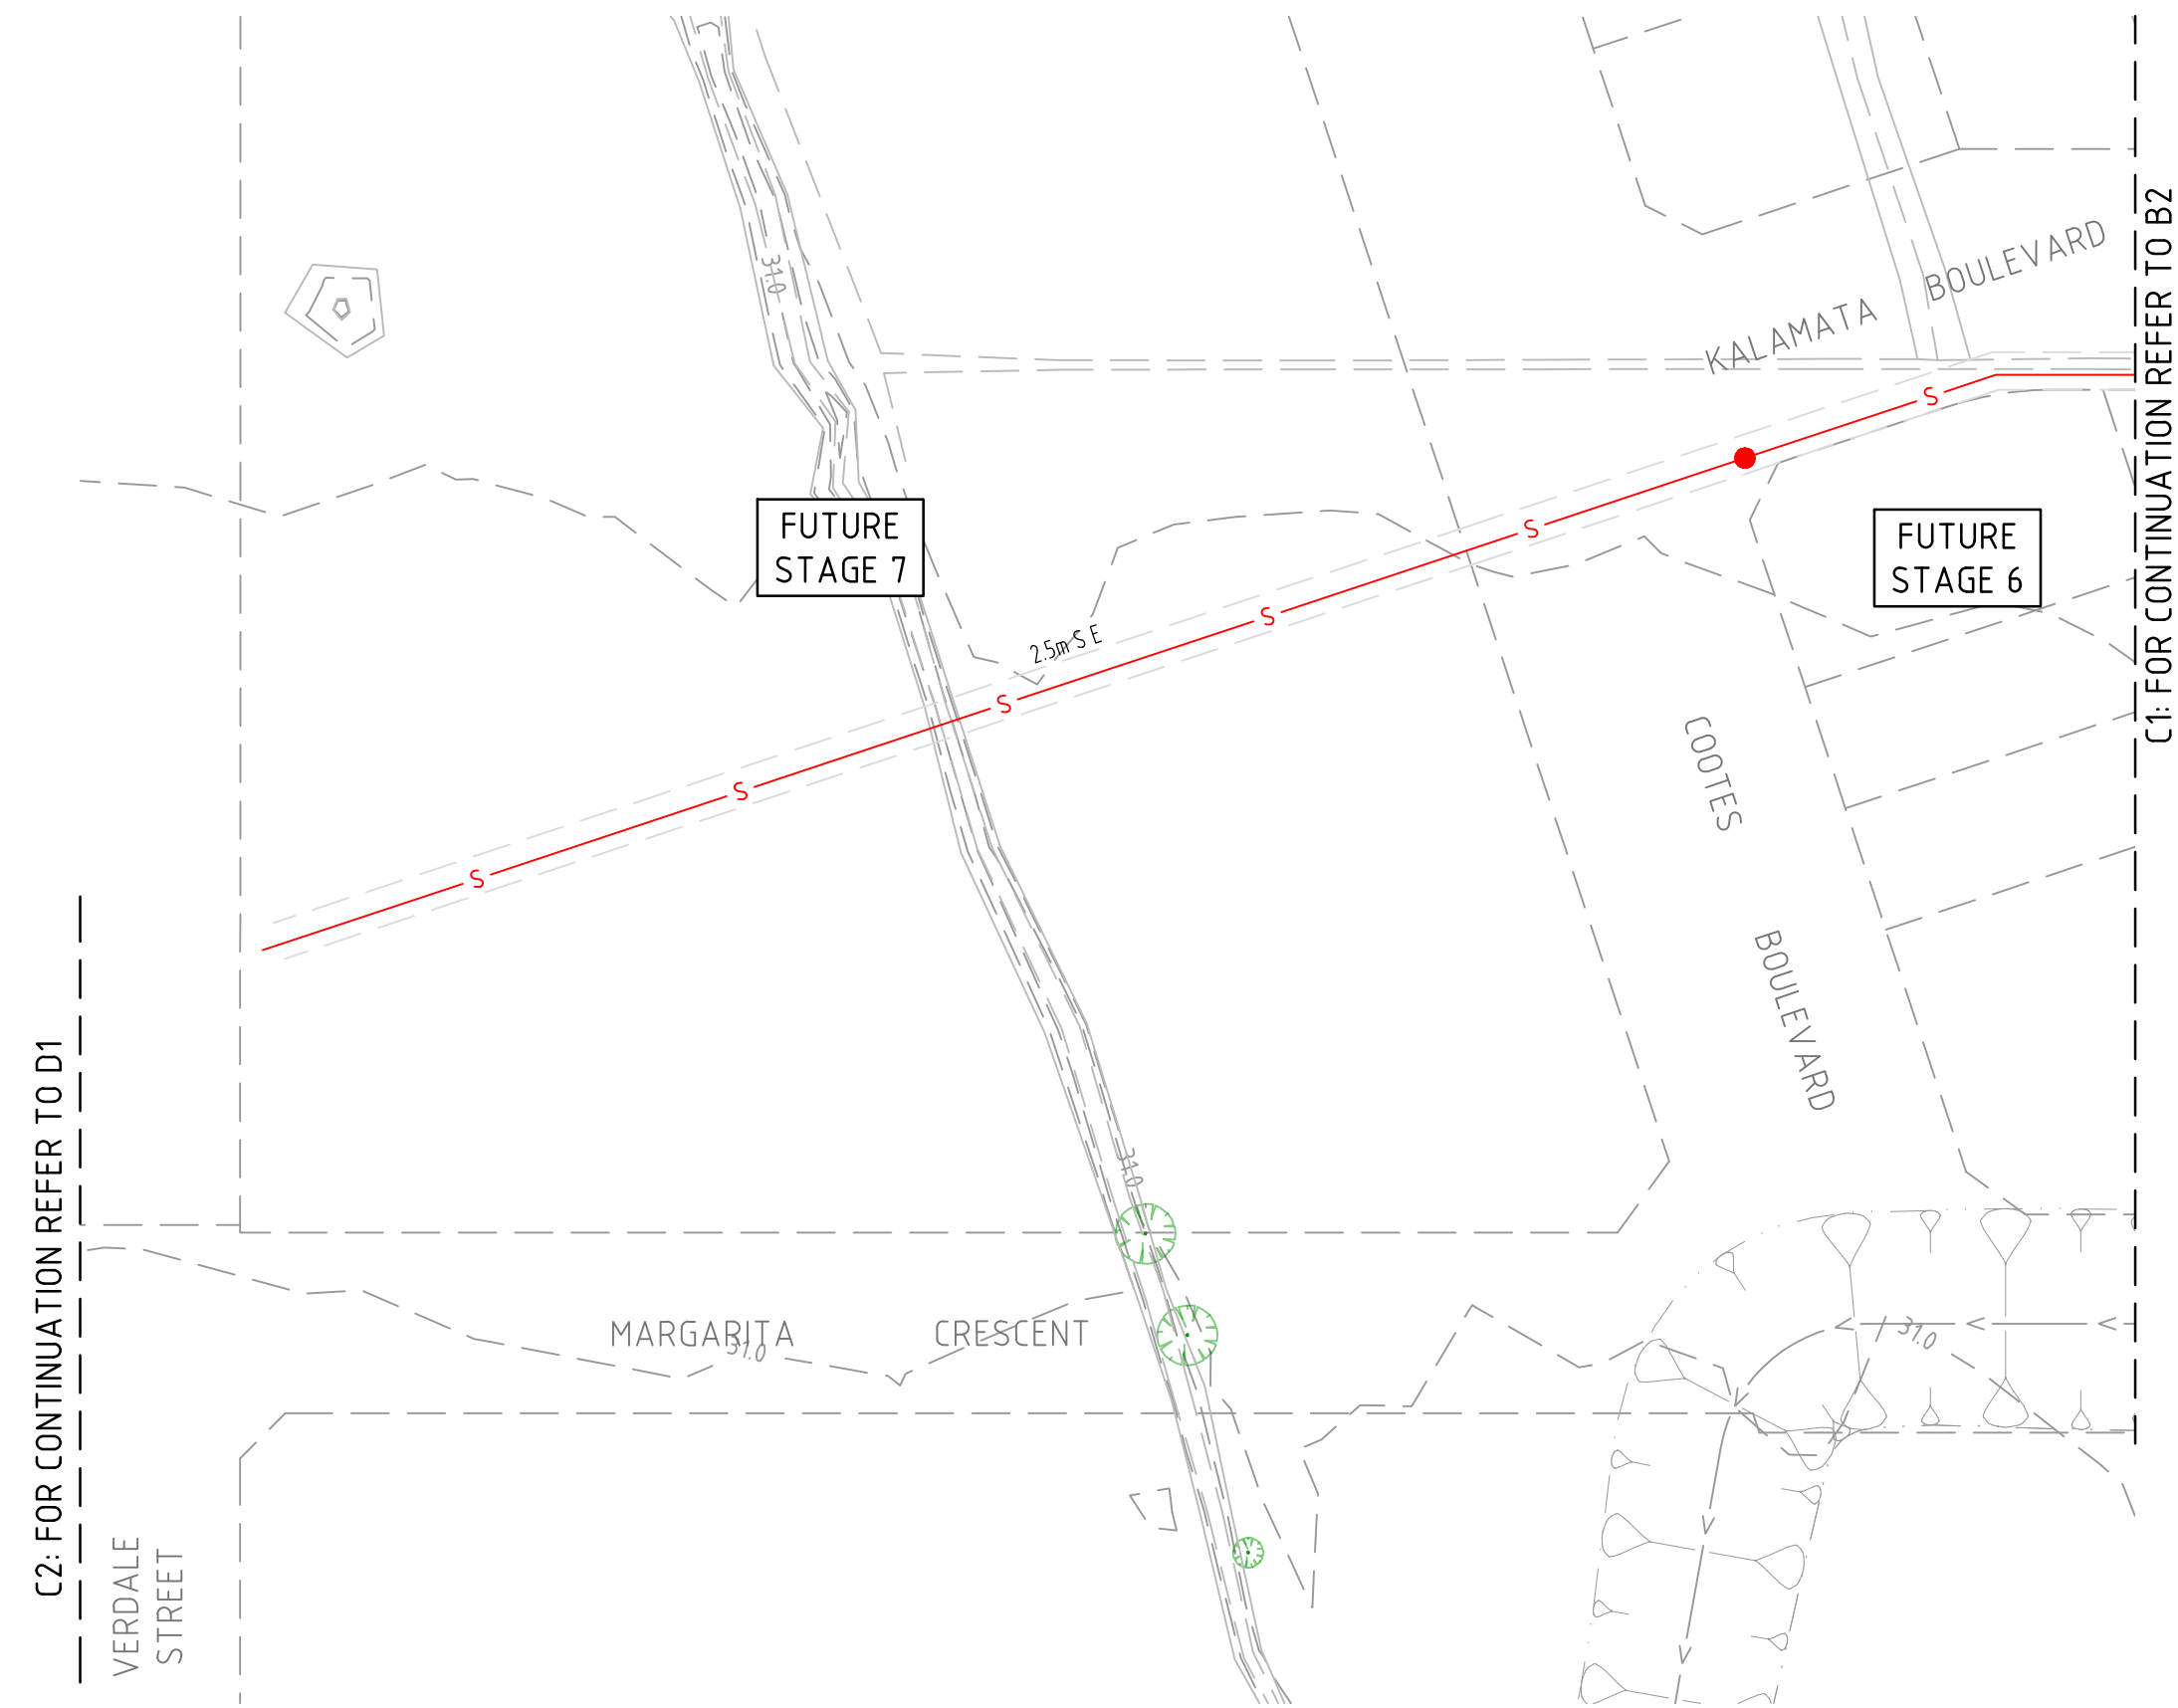 31.0
BOULEVARD
KALAMATA
C1: FOR CONTINUATION REFER TO B2
S
S
FUTURE
STAGE 7
FUTURE
STAGE 6
S
2.5m S E
S
S
S
COOTES
BOULEVARD
C2: FOR CONTINUATION REFER TO D1
31.0
MARGARITA CRESCENT
31.0
31.0
VERDALE
STREET